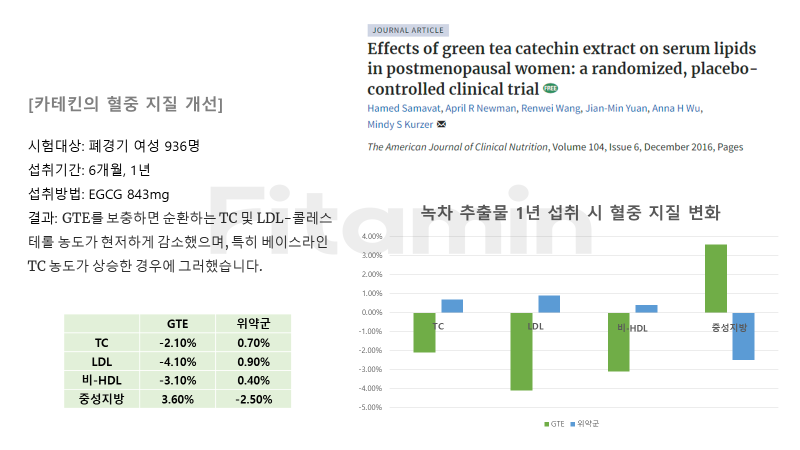 JOURNAL ARTICLE
Effects of green tea catechin extract on serum lipids
in postmenopausal women: a randomized, placebo-
controlled clinical trial FREE
Hamed Samavat, April R Newman, Renwei Wang, Jian-Min Yuan, Anna H Wu,
Mindy S Kurzer
The American Journal of Clinical Nutrition, Volume 104, Issue 6, December 2016, Pages
[카테킨의 혈중 지질 개선]
시험대상: 폐경기 여성 936명
섭취기간: 6개월, 1년
섭취방법: EGCG 843mg
결과: GTE를 보충하면 순환하는 TC 및 LDL-콜레스
테롤 농도가 현저하게 감소했으며, 특히 베이스라인
TC 농도가 상승한 경우에 그러했습니다.
Fitamin
GTE 위약군
TC -2.10% 0.70%
LDL -4.10% 0.90%
비-HDL -3.10% 0.40%
중성지방 3.60% -2.50%
녹차 추출물 1년 섭취 시 혈중 지질 변화
4.00%
3.00%
2.00%
1.00%
0.00%
-1.00%
-2.00%
-3.00%
-4.00%
-5.00%
TC LDL 비-HDL 중성지방
GTE 위약군